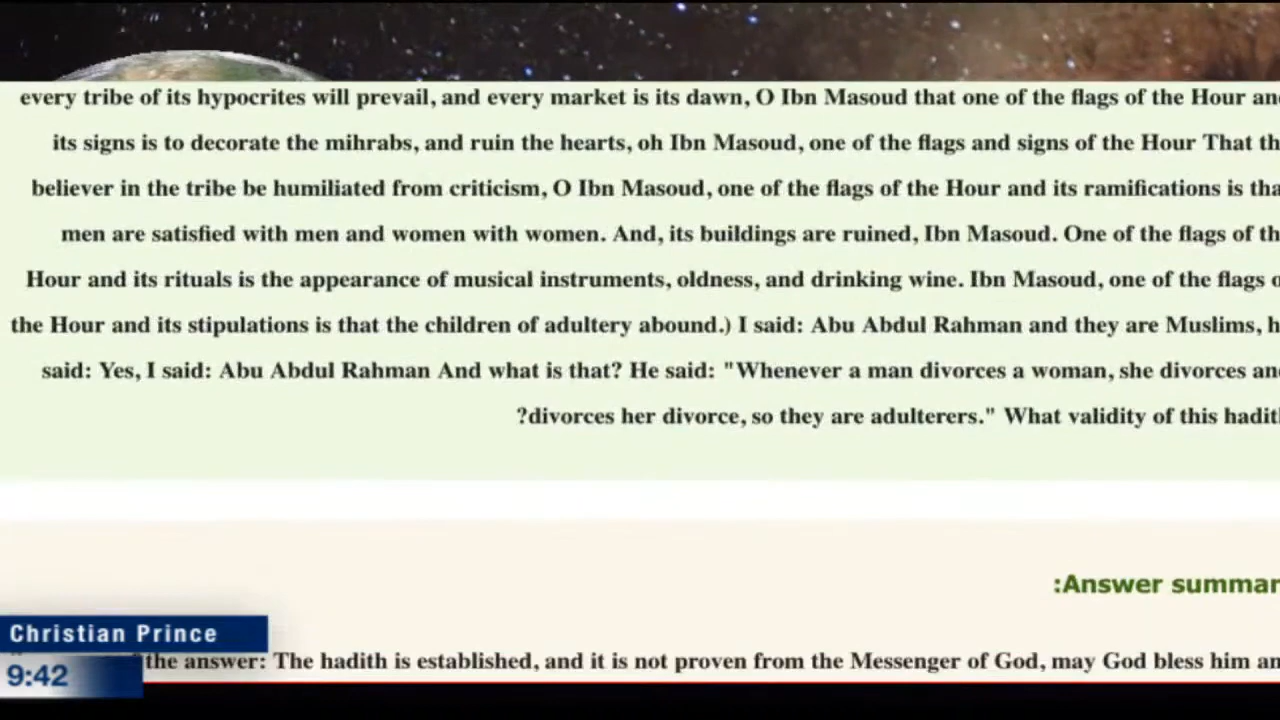 every tribe of its hypocrites will prevail, and every market is its dawn, O Ibn Masoud that one of the flags of the Hour and
its signs is to decorate the mihrabs, and ruin the hearts, oh Ibn Masoud, one of the flags and signs of the Hour That th
believer in the tribe be humiliated from criticism, O Ibn Masoud, one of the flags of the Hour and its ramifications is tha
men are satisfied with men and women with women. And, its buildings are ruined, Ibn Masoud. One of the flags of th
Hour and its rituals is the appearance of musical instruments, oldness, and drinking wine. Ibn Masoud, one of the flags o
the Hour and its stipulations is that the children of adultery abound.) I said: Abu Abdul Rahman and they are Muslims, h
said: Yes, I said: Abu Abdul Rahman And what is that? He said: "Whenever a man divorces a woman, she divorces and
?divorces her divorce, so they are adulterers." What validity of this hadith
:Answer summar
the answer: The hadith is established, and it is not proven from the Messenger of God, may God bless him an
Christian Prince
9:42